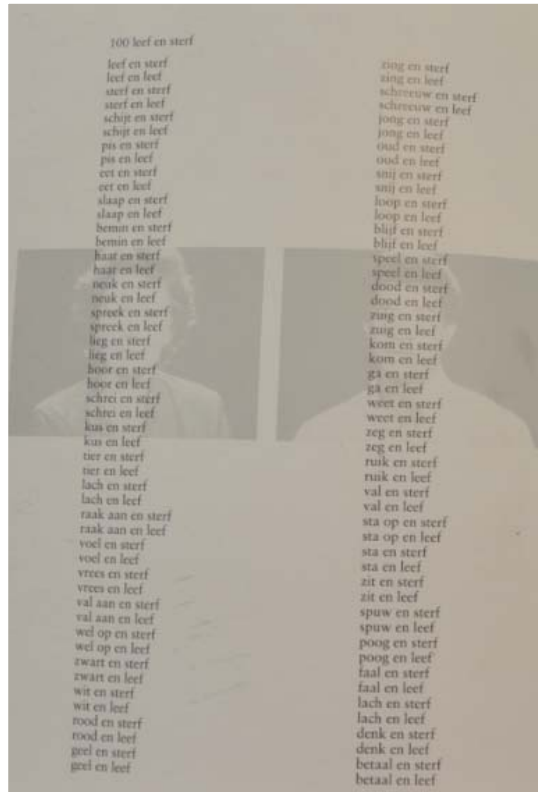 100 leef en sterf
leef en sterf
leef en leef
sterf en sterf
sterf en leef
schijt en sterf
schijt en leef
pis en sterf
pis en leef
eet en sterf
eet en leef
slaap en sterf
slaap en leef
bemin en sterf
bemin en leef
haat en sterf
haat en leef
neuk en sterf
neuk en leef
spreek en sterf
spreek en leef
lieg en sterf
lieg en leef
hoor en sterf
hoor en leef
schrei en sterf
schrei en leef
kus en sterf
kus en leef
tier en sterf
tier en leef
lach en sterf
lach en leef
raak aan en sterf
raak aan en leef
voel en sterf
voel en leef
vrees en sterf
vrees en leef
val aan en sterf
val aan en leef
wel op en sterf
wel op en leef
zwart en sterf
zwart en leef
wit en sterf
wit en leef
rood en sterf
rood en leef
geel en sterf
geel en leef
zing en sterf
zing en leef
schreeuw en sterf
schreeuw en leef
jong en sterf
jong en leef
oud en sterf
oud en leef
snij en sterf
snij en leef
loop en sterf
loop en leef
blijf en sterf
blijf en leef
speel en sterf
speel en leef
dood en sterf
dood en leef
zuig en sterf
zuig en leef
kom en sterf
kom en leef
ga en sterf
ga en leef
weet en sterf
weet en leef
zeg en sterf
zeg en leef
ruik en sterf
ruik en leef
val en sterf
val en leef
sta op en sterf
sta op en leef
sta en sterf
sta en leef
zit en sterf
zit en leef
spuw en sterf
spuw en leef
poog en sterf
poog en leef
faal en sterf
faal en leef
lach en sterf
lach en leef
denk en sterf
denk en leef
betaal en sterf
betaal en leef